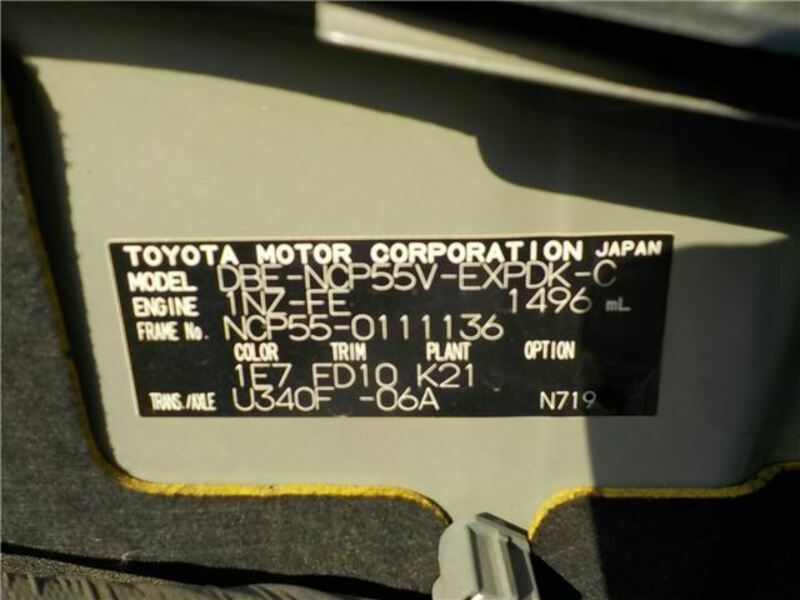 TOYOTA MOTOR CORPORATION JAPAN
MODEL DBE-NCP55V-EXPDK-C
ENGINE 1NZ-FE 1496 mL
FRAME No. NCP55-0111136
COLOR TRIM PLANT OPTION
1E7 FD10 K21
TRANS./AXLE U340F -06A N719